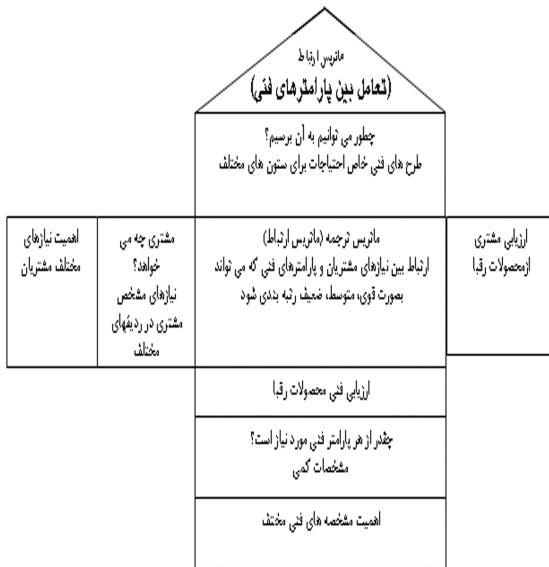 ماتریس ارتباط
(تعامل بین پارامترهای فنی)
چطور می توانیم به آن برسیم؟
طرح های فنی خاص احتیاجات برای ستون های مختلف
اهمیت نیازهای
مختلف مشتریان
مشتری چه می
خواهد؟
نیازهای مشخص
مشتری در ردیفهای
مختلف
ماتریس ترجمه (ماتریس ارتباط)
ارتباط بین نیازهای مشتریان و پارامترهای فنی که می تواند
بصورت قوی، متوسط، ضعیف رتبه بندی شود
ارزیابی مشتری
ازمحصولات رقبا
ارزیابی فنی محصولات رقبا
چقدر از هر پارامتر فنی مورد نیاز است؟
مشخصات کمی
اهمیت مشخصه های فنی مختف